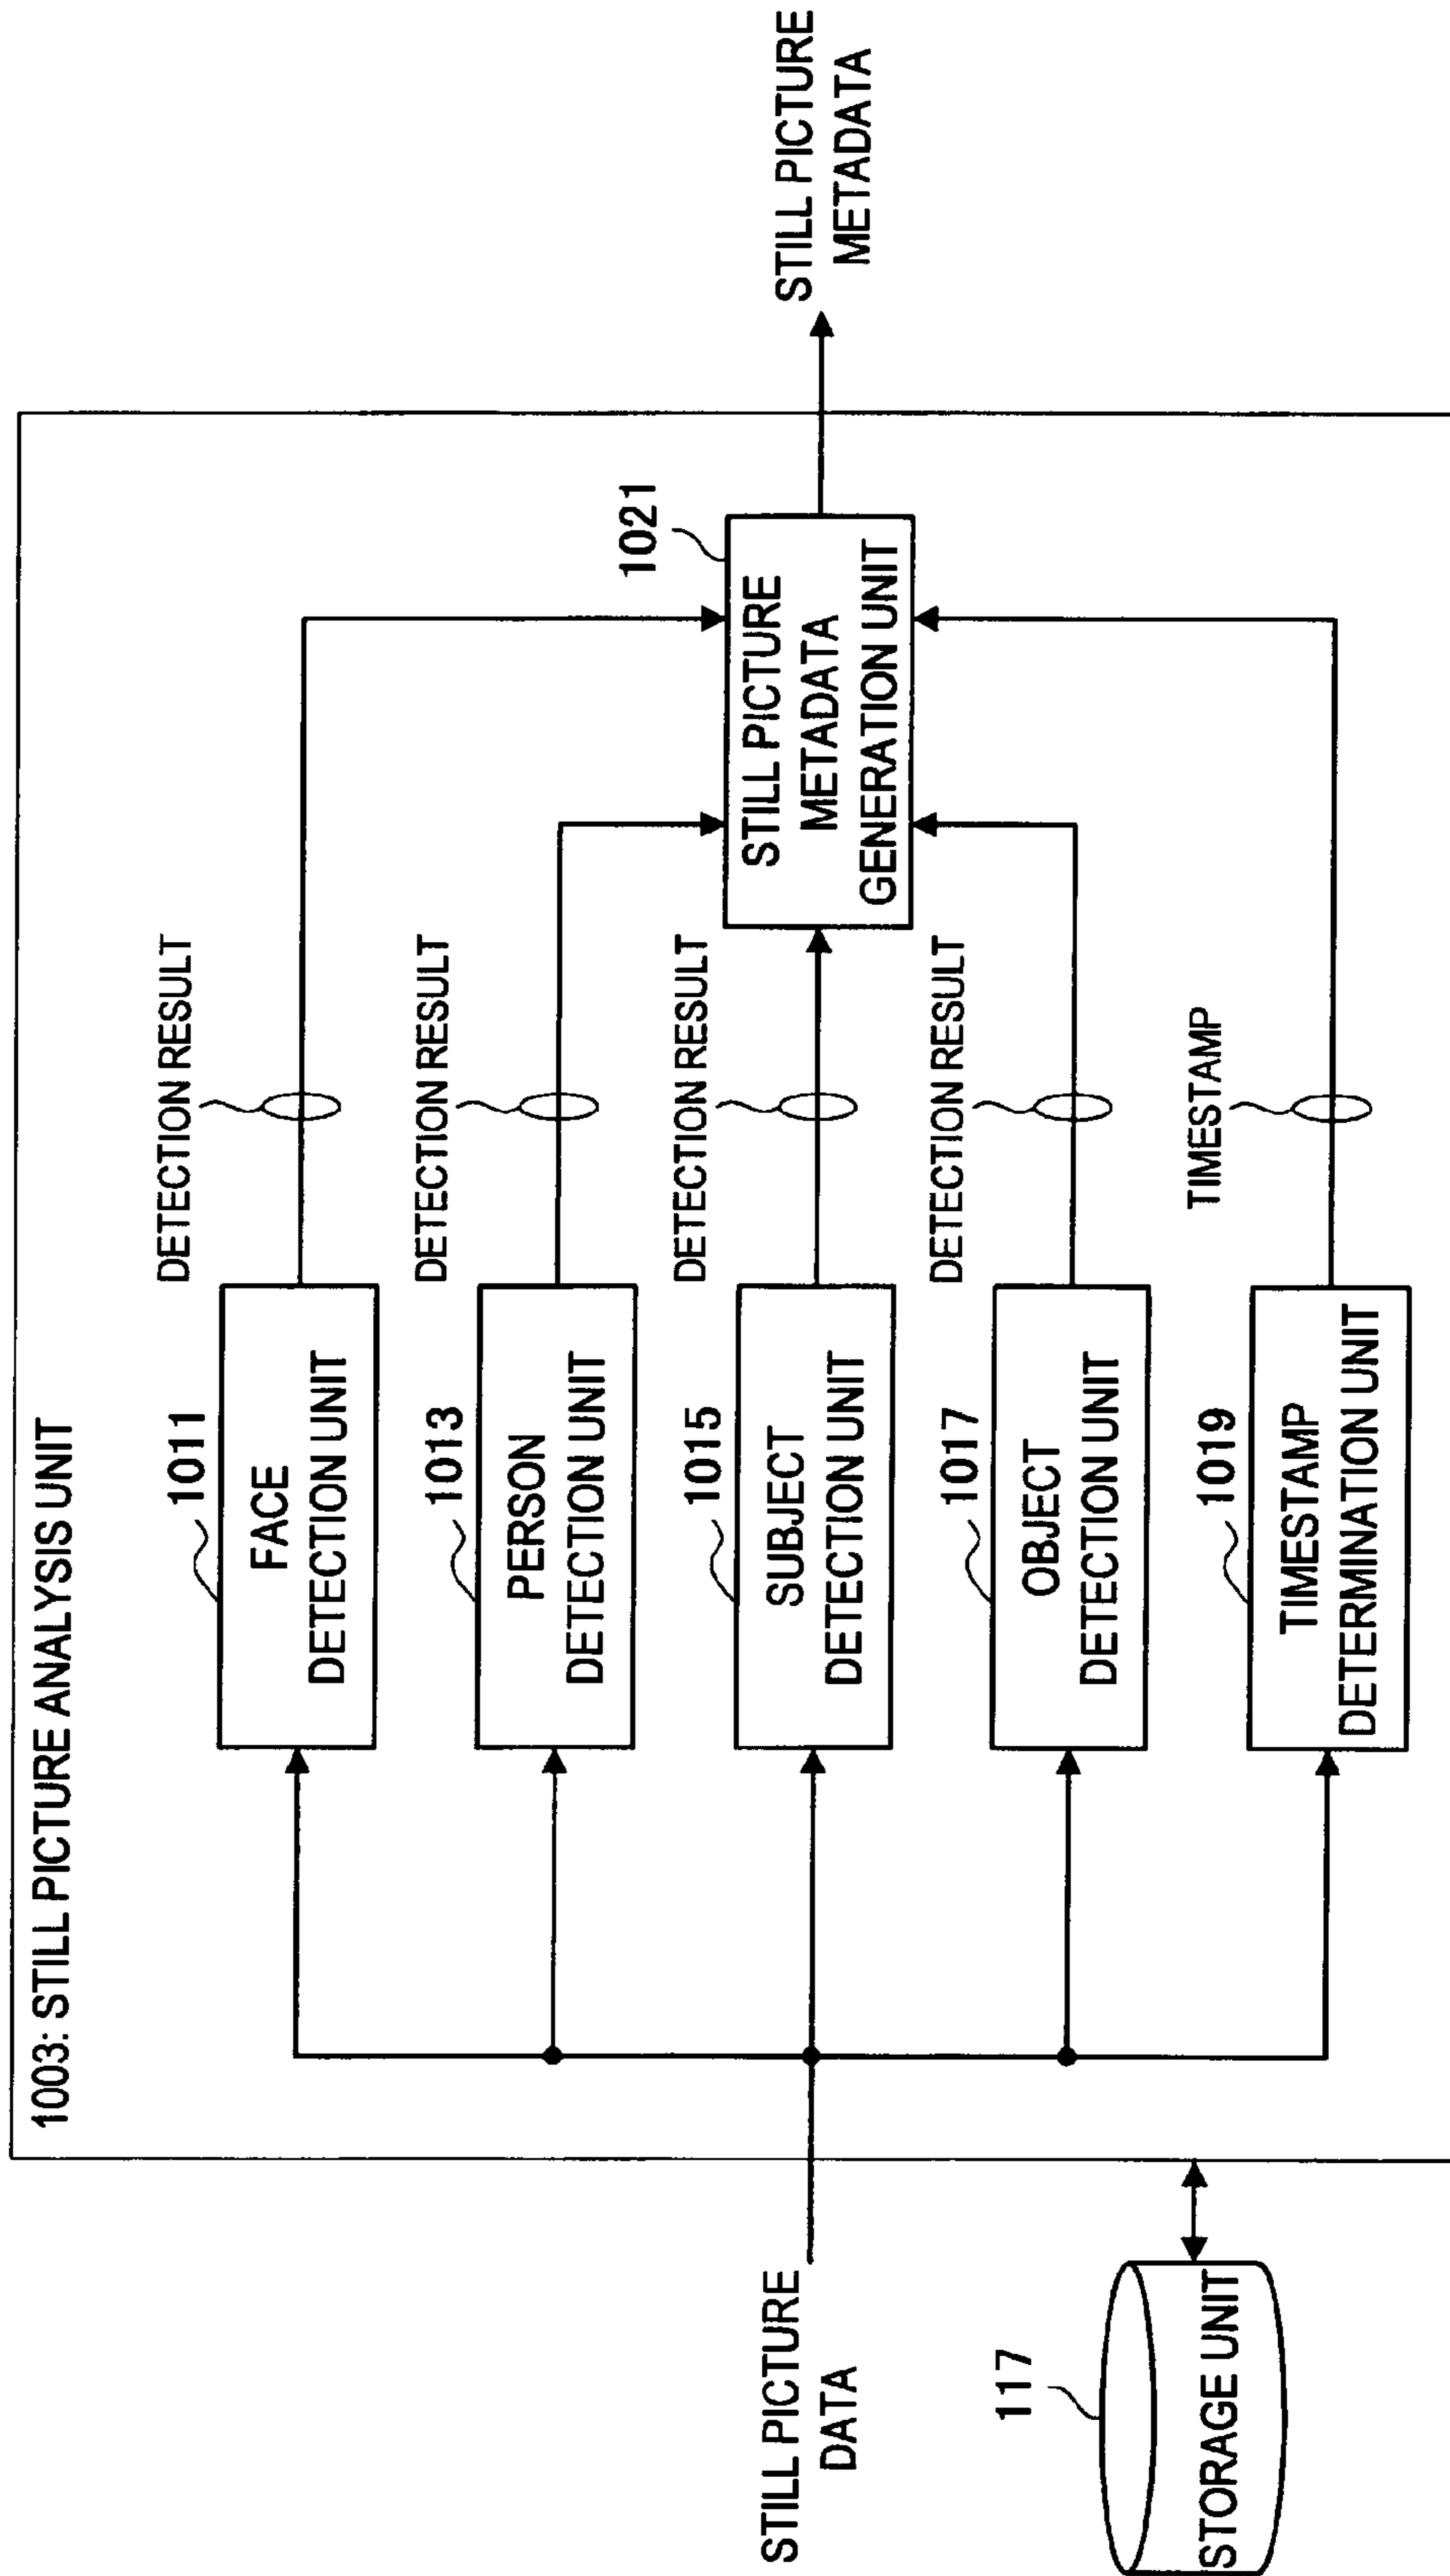 1003: STILL PICTURE ANALYSIS UNIT
STILL PICTURE
DATA
117
STORAGE UNIT
1011
FACE
DETECTION UNIT
DETECTION RESULT
1013
PERSON
DETECTION UNIT
DETECTION RESULT
1015
SUBJECT
DETECTION UNIT
DETECTION RESULT
1017
OBJECT
DETECTION UNIT
DETECTION RESULT
1019
TIMESTAMP
DETERMINATION UNIT
TIMESTAMP
1021
STILL PICTURE
METADATA
GENERATION UNIT
STILL PICTURE
METADATA